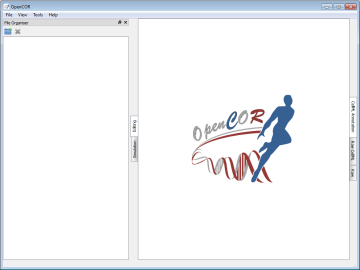 OpenCOR
File View Tools Help
File Organiser
Editing
Simulation
OpenCOR
CellML Annotation
Raw CellML
Raw